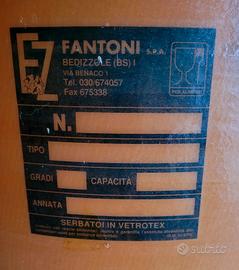 FZ
FANTONI S.P.A.
BEDIZZOLE (BS) I
VIA BENACO 1
Tel. 030/674057
Fax 675338
PER ALIMENTI
N.
TIPO
GRADI
CAPACITÀ
ANNATA
SERBATOI IN VETROTEX
subito